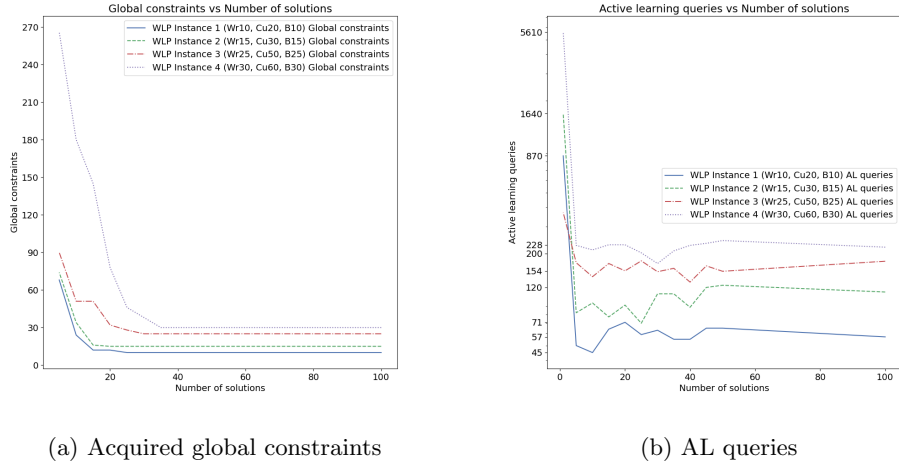 Global constraints vs Number of solutions
270
240
210
180
150
120
90
60
30
0
Global constraints
WLP Instance 1 (Wr10, Cu20, B10) Global constraints
WLP Instance 2 (Wr15, Cu30, B15) Global constraints
WLP Instance 3 (Wr25, Cu50, B25) Global constraints
WLP Instance 4 (Wr30, Cu60, B30) Global constraints
20
40
60
80
100
Number of solutions
(a) Acquired global constraints
Active learning queries vs Number of solutions
5610
1640
870
228
200
154
120
71
57
45
Active learning queries
WLP Instance 1 (Wr10, Cu20, B10) AL queries
WLP Instance 2 (Wr15, Cu30, B15) AL queries
WLP Instance 3 (Wr25, Cu50, B25) AL queries
WLP Instance 4 (Wr30, Cu60, B30) AL queries
0
20
40
60
80
100
Number of solutions
(b) AL queries